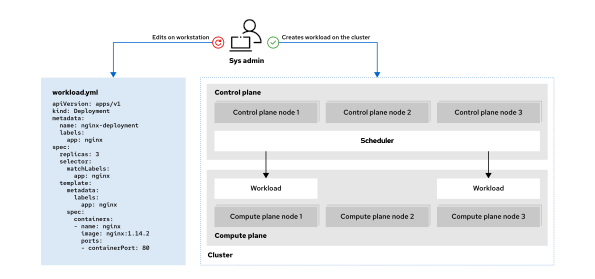 Edits on workstation
Creates workload on the cluster
Sys admin
workload.yml
apiVersion: apps/v1
kind: Deployment
metadata:
  name: nginx-deployment
  labels:
    app: nginx
spec:
  replicas: 3
  selector:
    matchLabels:
      app: nginx
  template:
    metadata:
      labels:
        app: nginx
    spec:
      containers:
      - name: nginx
        image: nginx:1.14.2
        ports:
        - containerPort: 80
Control plane
Control plane node 1
Control plane node 2
Control plane node 3
Scheduler
Workload
Workload
Compute plane node 1
Compute plane node 2
Compute plane node 3
Compute plane
Cluster